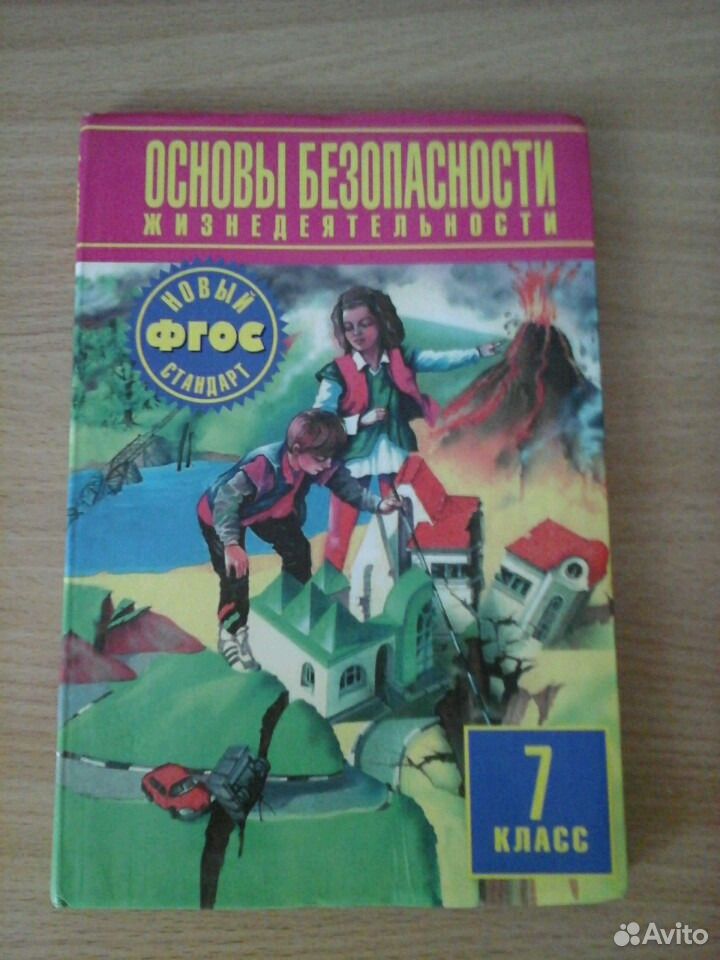 ОСНОВЫ БЕЗОПАСНОСТИ
ЖИЗНЕДЕЯТЕЛЬНОСТИ
НОВЫЙ
ФГОС
СТАНДАРТ
7
КЛАСС
Avito